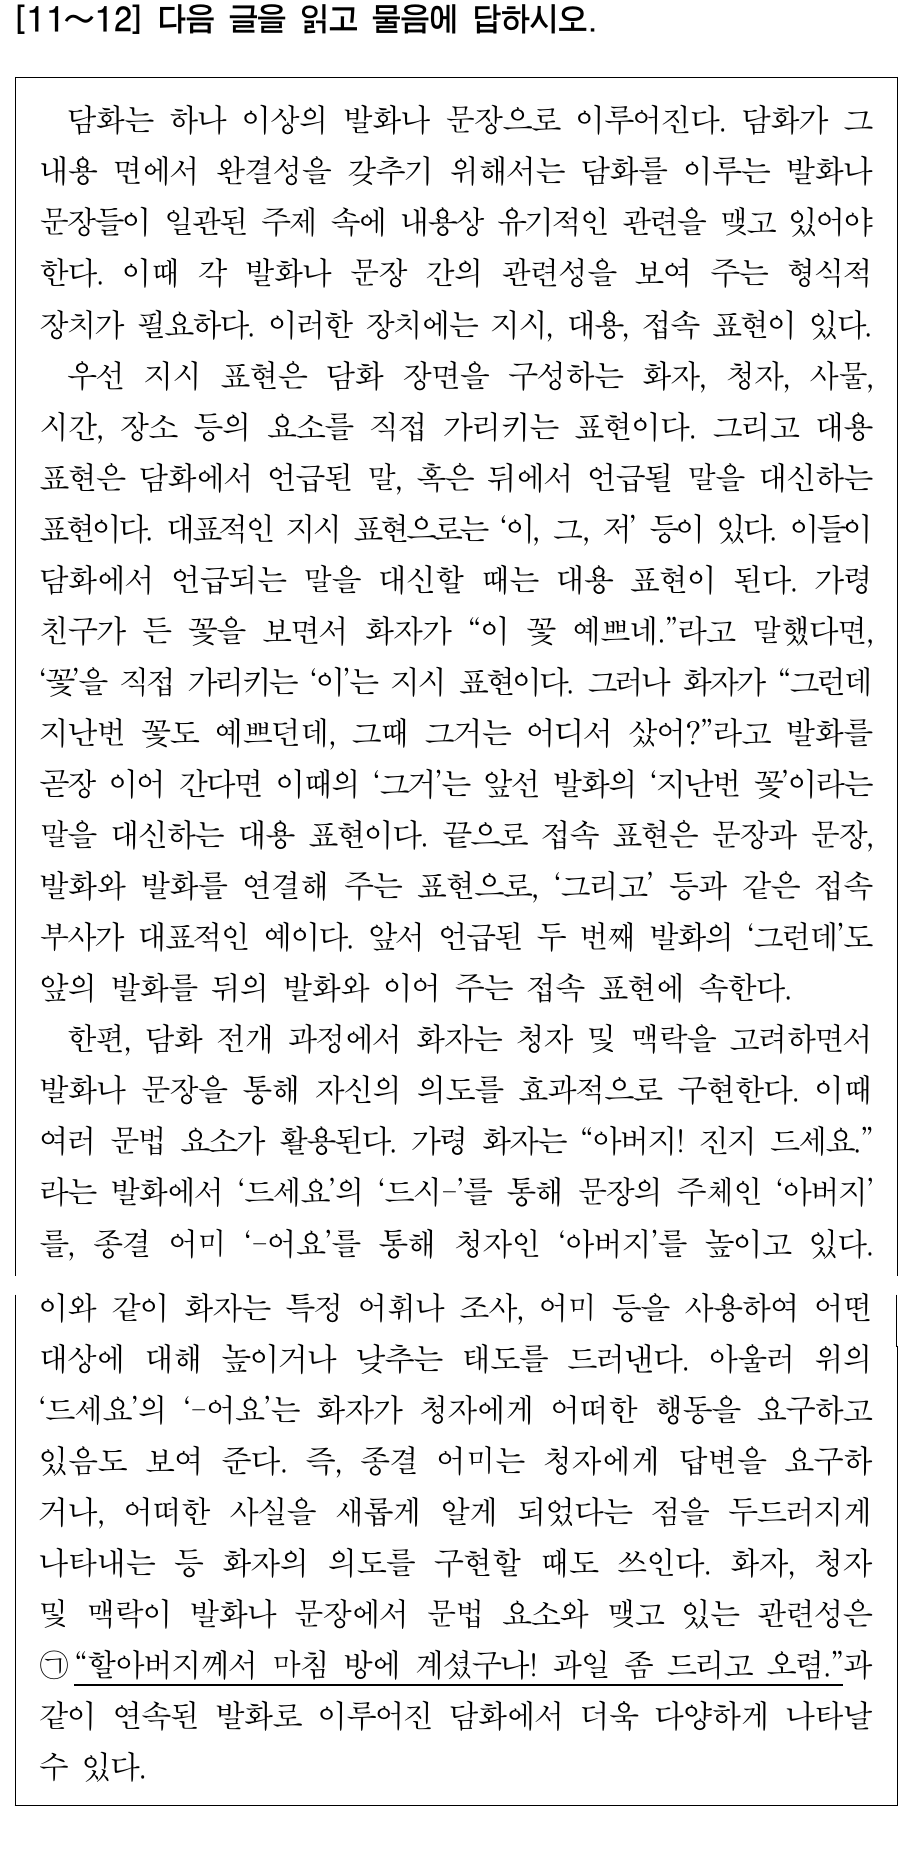 [11～12] 다음 글을 읽고 물음에 답하시오.
담화는 하나 이상의 발화나 문장으로 이루어진다. 담화가 그
내용 면에서 완결성을 갖추기 위해서는 담화를 이루는 발화나
문장들이 일관된 주제 속에 내용상 유기적인 관련을 맺고 있어야
한다. 이때 각 발화나 문장 간의 관련성을 보여 주는 형식적
장치가 필요하다. 이러한 장치에는 지시, 대용, 접속 표현이 있다.
우선 지시 표현은 담화 장면을 구성하는 화자, 청자, 사물,
시간, 장소 등의 요소를 직접 가리키는 표현이다. 그리고 대용
표현은 담화에서 언급된 말, 혹은 뒤에서 언급될 말을 대신하는
표현이다. 대표적인 지시 표현으로는 ‘이, 그, 저’ 등이 있다. 이들이
담화에서 언급되는 말을 대신할 때는 대용 표현이 된다. 가령
친구가 든 꽃을 보면서 화자가 “이 꽃 예쁘네.”라고 말했다면,
‘꽃’을 직접 가리키는 ‘이’는 지시 표현이다. 그러나 화자가 “그런데
지난번 꽃도 예쁘던데, 그때 그거는 어디서 샀어?”라고 발화를
곧장 이어 간다면 이때의 ‘그거’는 앞선 발화의 ‘지난번 꽃’이라는
말을 대신하는 대용 표현이다. 끝으로 접속 표현은 문장과 문장,
발화와 발화를 연결해 주는 표현으로, ‘그리고’ 등과 같은 접속
부사가 대표적인 예이다. 앞서 언급된 두 번째 발화의 ‘그런데’도
앞의 발화를 뒤의 발화와 이어 주는 접속 표현에 속한다.
한편, 담화 전개 과정에서 화자는 청자 및 맥락을 고려하면서
발화나 문장을 통해 자신의 의도를 효과적으로 구현한다. 이때
여러 문법 요소가 활용된다. 가령 화자는 “아버지! 진지 드세요.”
라는 발화에서 ‘드세요’의 ‘드시-’를 통해 문장의 주체인 ‘아버지’
를, 종결 어미 ‘-어요’를 통해 청자인 ‘아버지’를 높이고 있다.
이와 같이 화자는 특정 어휘나 조사, 어미 등을 사용하여 어떤
대상에 대해 높이거나 낮추는 태도를 드러낸다. 아울러 위의
‘드세요’의 ‘-어요’는 화자가 청자에게 어떠한 행동을 요구하고
있음도 보여 준다. 즉, 종결 어미는 청자에게 답변을 요구하
거나, 어떠한 사실을 새롭게 알게 되었다는 점을 두드러지게
나타내는 등 화자의 의도를 구현할 때도 쓰인다. 화자, 청자
및 맥락이 발화나 문장에서 문법 요소와 맺고 있는 관련성은
㉠“할아버지께서 마침 방에 계셨구나! 과일 좀 드리고 오렴.”과
같이 연속된 발화로 이루어진 담화에서 더욱 다양하게 나타날
수 있다.